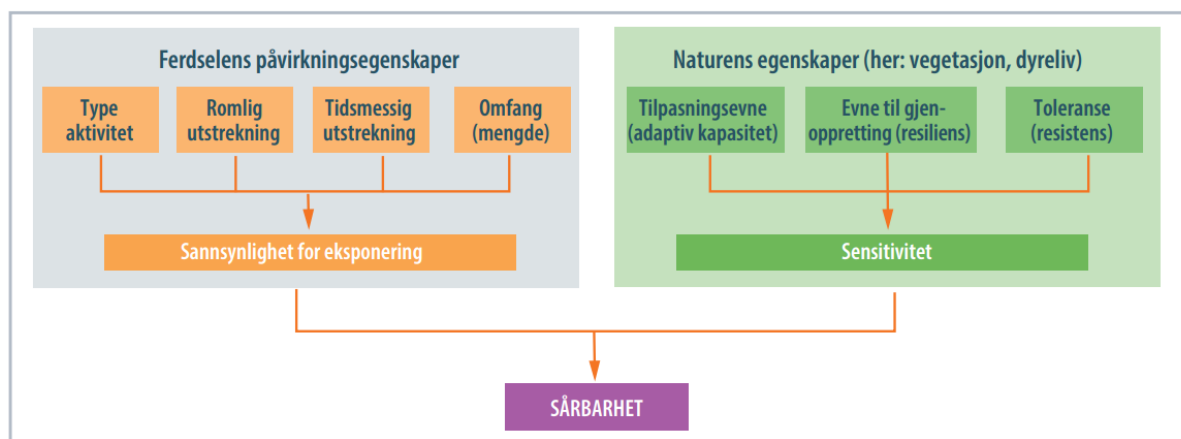 Ferdselens påvirkningsegenskaper
Type
aktivitet
Romlig
utstrekning
Tidsmessig
utstrekning
Omfang
(mengde)
Sannsynlighet for eksponering
Naturens egenskaper (her: vegetasjon, dyreliv)
Tilpasningsevne
(adaptiv kapasitet)
Evne til gjen-
oppretting (resiliens)
Toleranse
(resistens)
Sensitivitet
SÅRBARHET